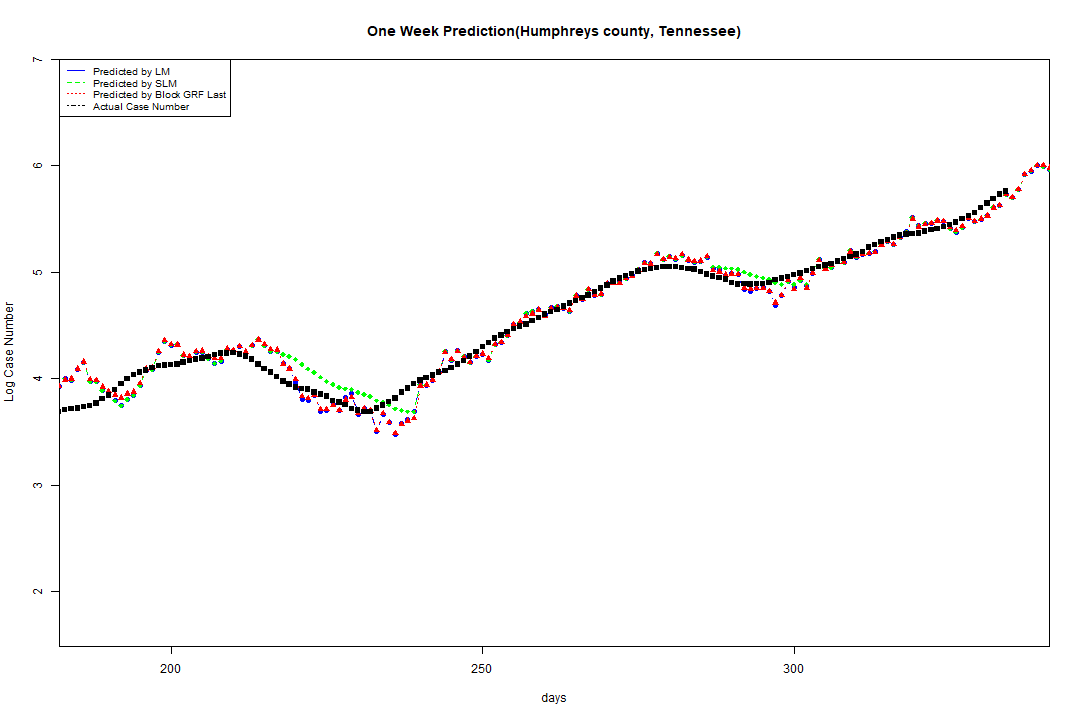 One Week Prediction(Humphreys county, Tennessee)
Predicted by LM
Predicted by SLM
Predicted by Block GRF Last
Actual Case Number
7
6
5
4
3
2
Log Case Number
200
250
300
days